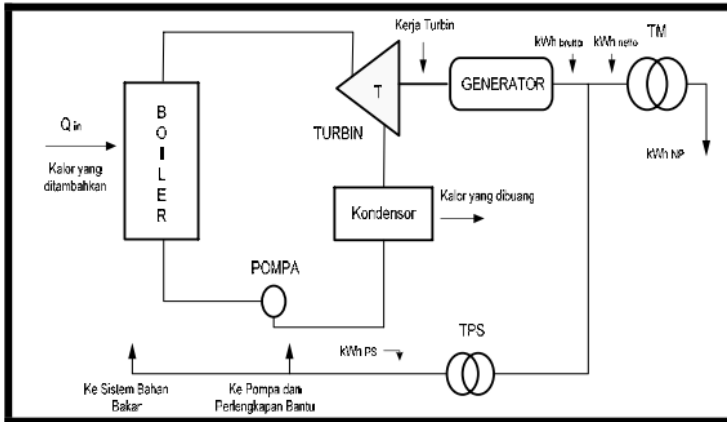 Kerja Turbin
kWh brutto
kWh netto
TM
BOILER
T
GENERATOR
Q in
TURBIN
kWh NP
Kalor yang
ditambahkan
Kalor yang dibuang
Kondensor
POMPA
TPS
kWh PS
Ke Sistem Bahan
Bakar
Ke Pompa dan
Perlengkapan Bantu